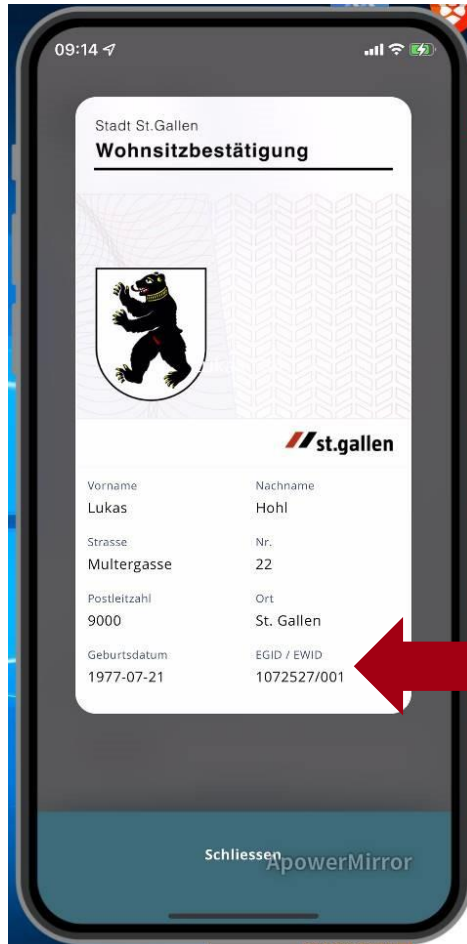 09:14
Stadt St.Gallen
Wohnsitzbestätigung
st.gallen
Vorname Nachname
Lukas Hohl
Strasse Nr.
Multergasse 22
Postleitzahl Ort
9000 St. Gallen
Geburtsdatum EGID / EWID
1977-07-21 1072527/001
Schliessen
ApowerMirror